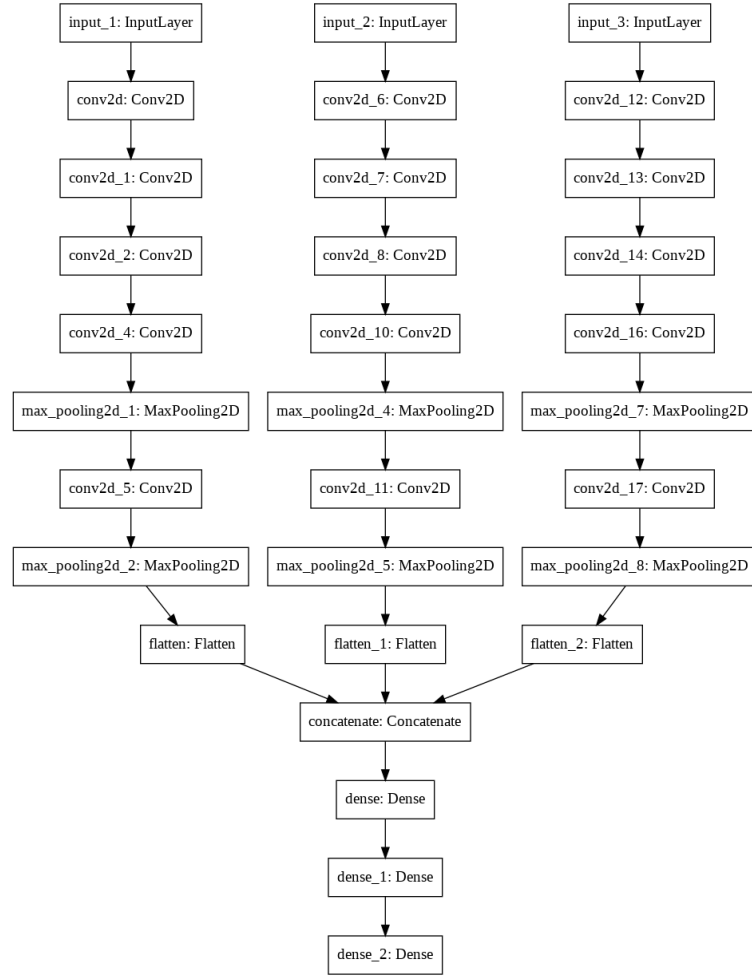 input_1: InputLayer
input_2: InputLayer
input_3: InputLayer
conv2d: Conv2D
conv2d_6: Conv2D
conv2d_12: Conv2D
conv2d_1: Conv2D
conv2d_7: Conv2D
conv2d_13: Conv2D
conv2d_2: Conv2D
conv2d_8: Conv2D
conv2d_14: Conv2D
conv2d_4: Conv2D
conv2d_10: Conv2D
conv2d_16: Conv2D
max_pooling2d_1: MaxPooling2D
max_pooling2d_4: MaxPooling2D
max_pooling2d_7: MaxPooling2D
conv2d_5: Conv2D
conv2d_11: Conv2D
conv2d_17: Conv2D
max_pooling2d_2: MaxPooling2D
max_pooling2d_5: MaxPooling2D
max_pooling2d_8: MaxPooling2D
flatten: Flatten
flatten_1: Flatten
flatten_2: Flatten
concatenate: Concatenate
dense: Dense
dense_1: Dense
dense_2: Dense